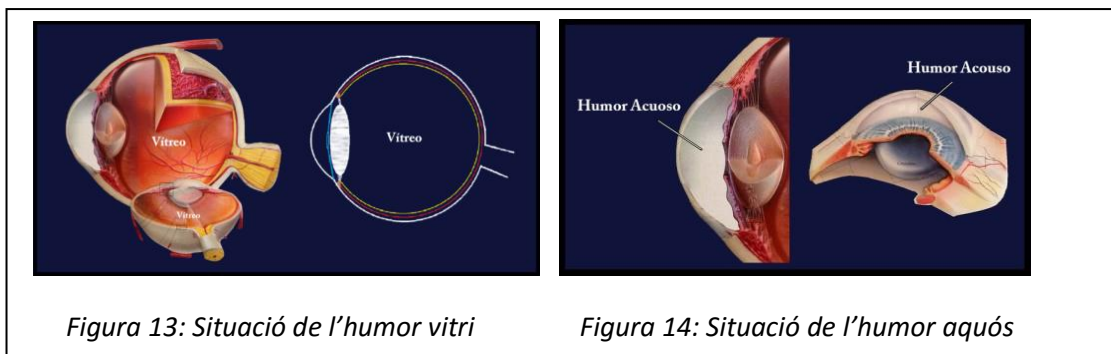 Vítreo
Vítreo
Vítreo
Humor Acuoso
Humor Acouso
Figura 13: Situació de l’humor vitri
Figura 14: Situació de l’humor aquós